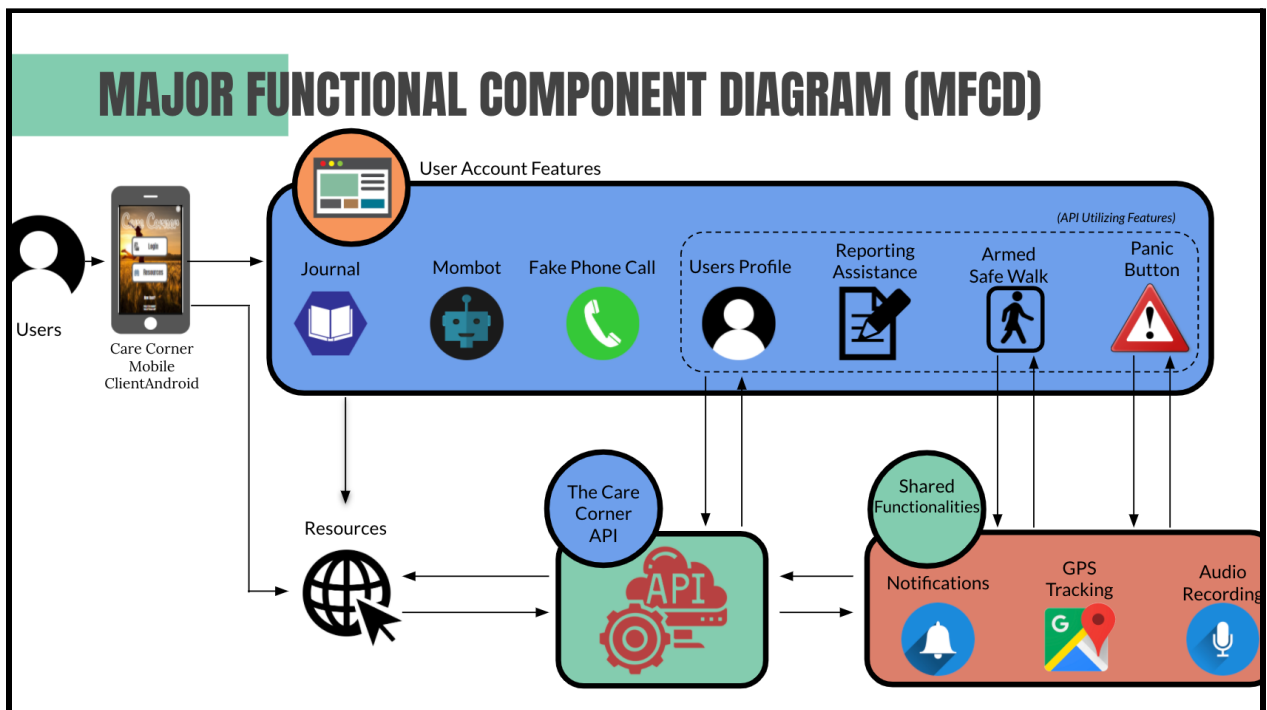 MAJOR FUNCTIONAL COMPONENT DIAGRAM (MFCD)
User Account Features
(API Utilizing Features)
Journal
Mombot
Fake Phone Call
Users Profile
Reporting
Assistance
Armed
Safe Walk
Panic
Button
Users
Care Corner
Login
Resources
Care Corner
Mobile
ClientAndroid
Resources
The Care
Corner
API
API
Shared
Functionalities
Notifications
GPS
Tracking
G
Audio
Recording